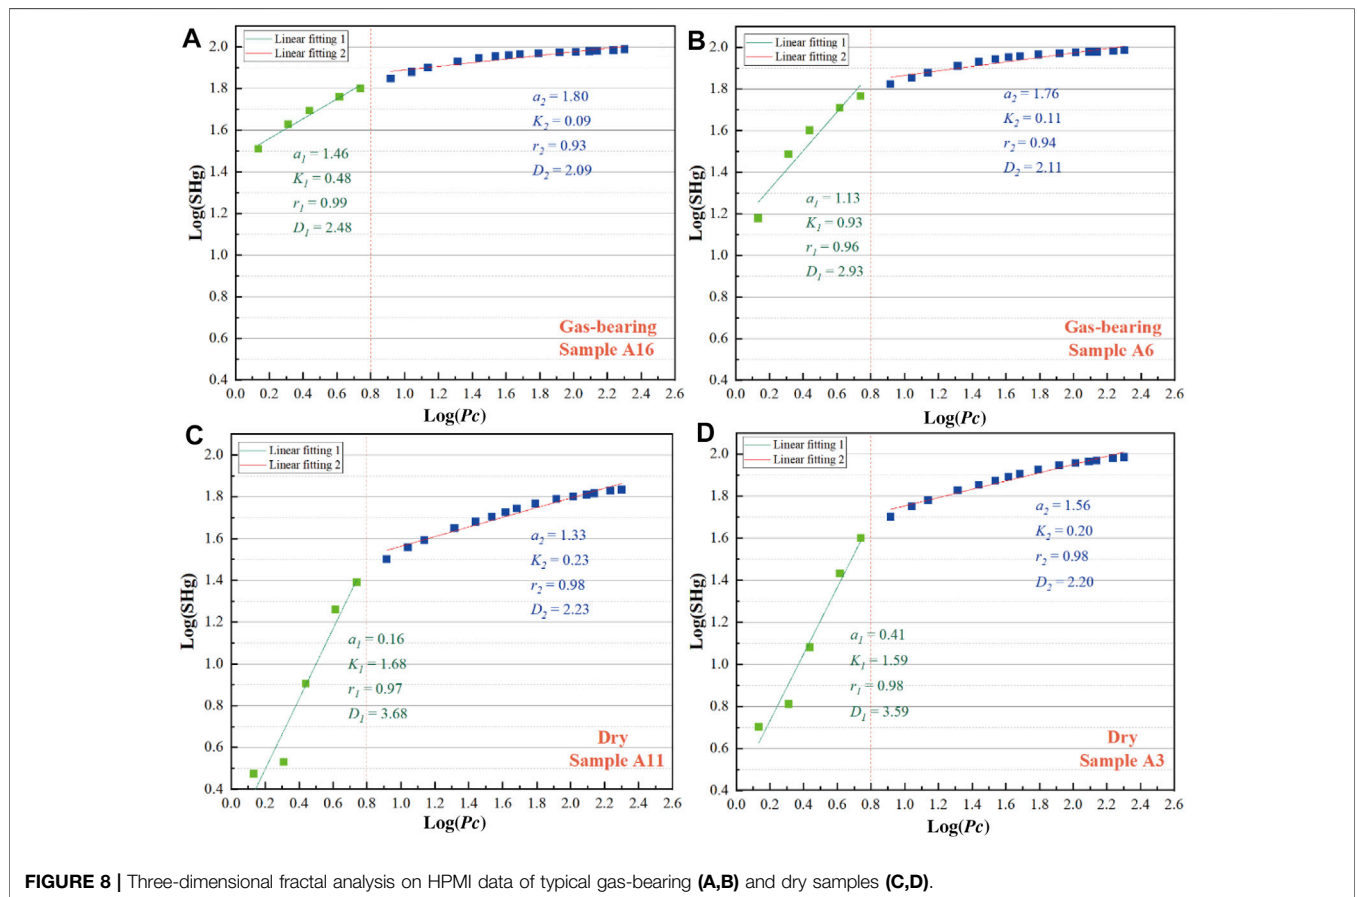 A
Linear fitting 1
Linear fitting 2
2.0
1.8
1.6
1.4
1.2
1.0
0.8
0.6
0.4
Log(SHg)
a1 = 1.46
K1 = 0.48
r1 = 0.99
D1 = 2.48
a2 = 1.80
K2 = 0.09
r2 = 0.93
D2 = 2.09
Gas-bearing
Sample A16
0.0 0.2 0.4 0.6 0.8 1.0 1.2 1.4 1.6 1.8 2.0 2.2 2.4 2.6
Log(Pc)
B
Linear fitting 1
Linear fitting 2
2.0
1.8
1.6
1.4
1.2
1.0
0.8
0.6
0.4
Log(SHg)
a1 = 1.13
K1 = 0.93
r1 = 0.96
D1 = 2.93
a2 = 1.76
K2 = 0.11
r2 = 0.94
D2 = 2.11
Gas-bearing
Sample A6
0.0 0.2 0.4 0.6 0.8 1.0 1.2 1.4 1.6 1.8 2.0 2.2 2.4 2.6
Log(Pc)
C
Linear fitting 1
Linear fitting 2
2.0
1.8
1.6
1.4
1.2
1.0
0.8
0.6
0.4
Log(SHg)
a1 = 0.16
K1 = 1.68
r1 = 0.97
D1 = 3.68
a2 = 1.33
K2 = 0.23
r2 = 0.98
D2 = 2.23
Dry
Sample A11
0.0 0.2 0.4 0.6 0.8 1.0 1.2 1.4 1.6 1.8 2.0 2.2 2.4 2.6
Log(Pc)
D
Linear fitting 1
Linear fitting 2
2.0
1.8
1.6
1.4
1.2
1.0
0.8
0.6
0.4
Log(SHg)
a1 = 0.41
K1 = 1.59
r1 = 0.98
D1 = 3.59
a2 = 1.56
K2 = 0.20
r2 = 0.98
D2 = 2.20
Dry
Sample A3
0.0 0.2 0.4 0.6 0.8 1.0 1.2 1.4 1.6 1.8 2.0 2.2 2.4 2.6
Log(Pc)
FIGURE 8 | Three-dimensional fractal analysis on HPMI data of typical gas-bearing (A,B) and dry samples (C,D).